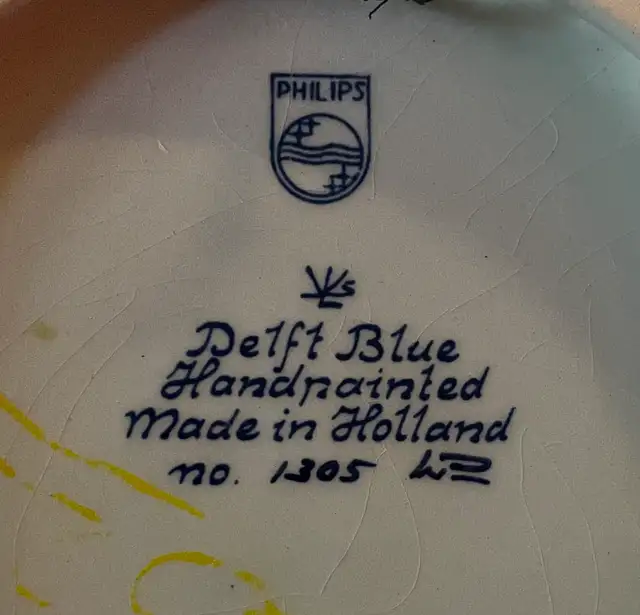 PHILIPS
Delft Blue
Handpainted
Made in Holland
no. 1305